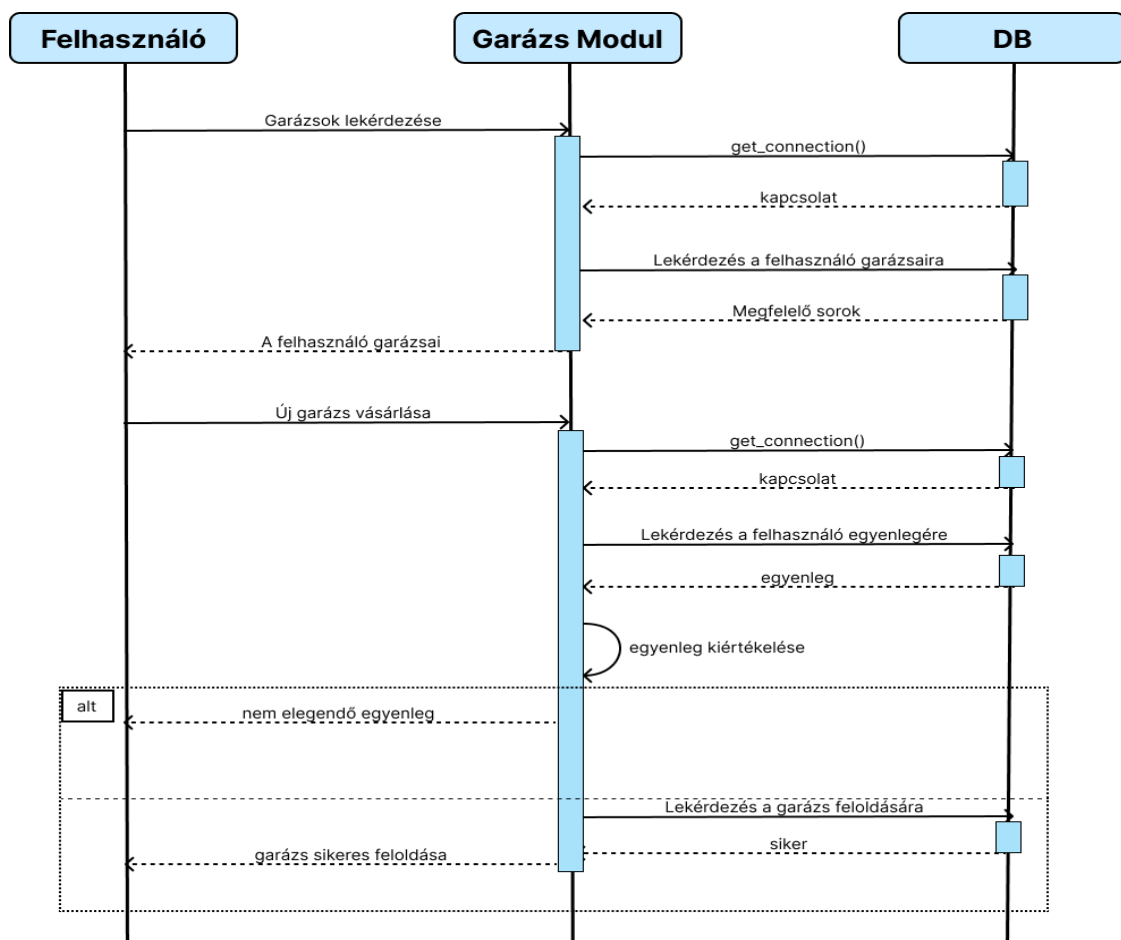 Felhasználó
Garázs Modul
DB
Garázsok lekérdezése
get_connection()
kapcsolat
Lekérdezés a felhasználó garázsaira
Megfelelő sorok
A felhasználó garázsai
Új garázs vásárlása
get_connection()
kapcsolat
Lekérdezés a felhasználó egyenlegére
egyenleg
egyenleg kiértékelése
alt
nem elegendő egyenleg
Lekérdezés a garázs feloldására
siker
garázs sikeres feloldása